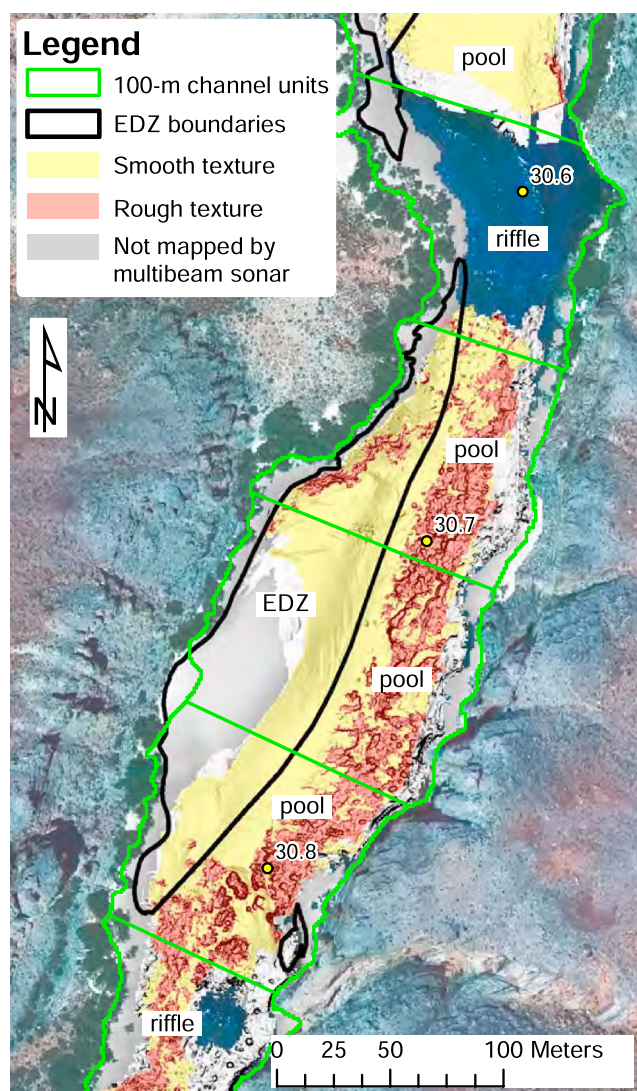 Legend
100-m channel units
EDZ boundaries
Smooth texture
Rough texture
Not mapped by
multibeam sonar
pool
30.6
riffle
N
pool
30.7
EDZ
pool
pool
30.8
riffle
0 25 50 100 Meters